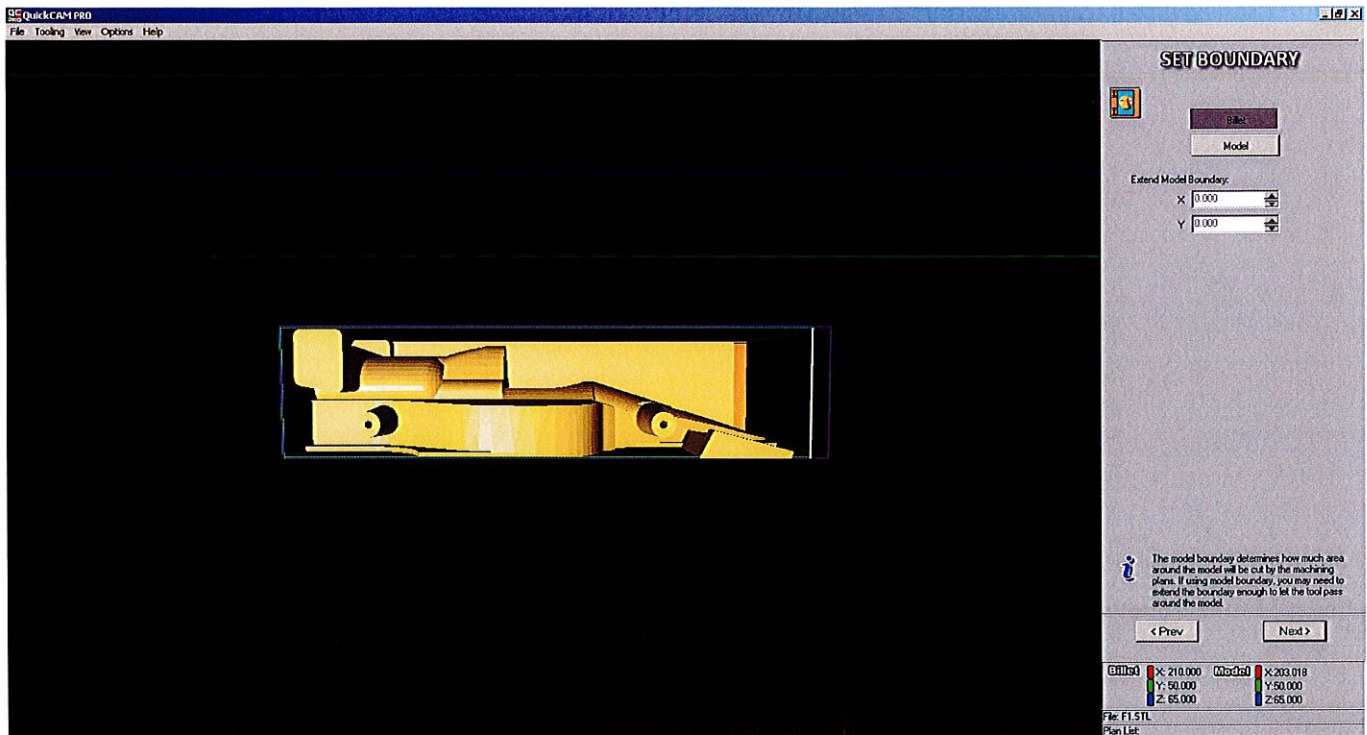 QuickCAM PRO
File Tooling View Options Help
SET BOUNDARY
Billet
Model
Extend Model Boundary:
X 0.000
Y 0.000
The model boundary determines how much area
around the model will be cut by the machining
plans. If using model boundary, you may need to
extend the boundary enough to let the tool pass
around the model.
< Prev Next >
Billet X: 210.000 Model X:203.018
Y: 50.000 Y:50.000
Z: 65.000 Z:65.000
File: F1.STL
Plan List: